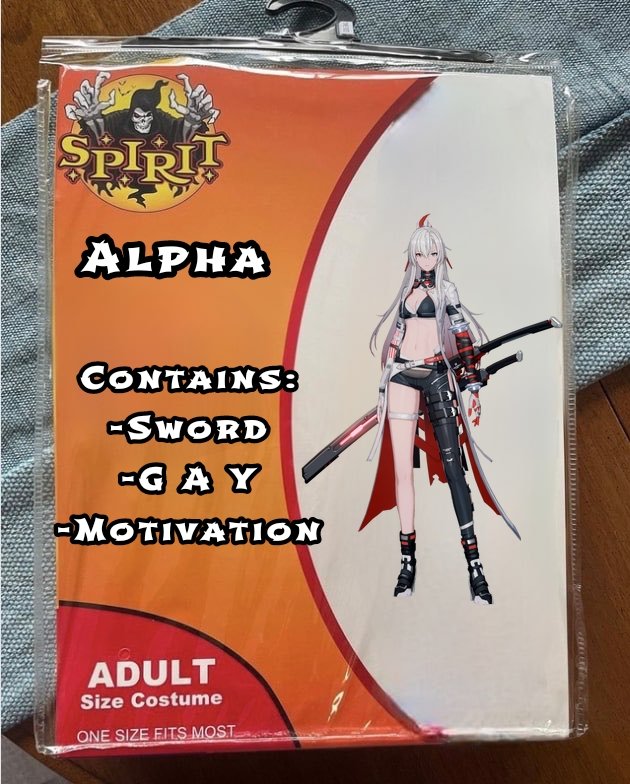 SPIRIT
Alpha
Contains:
-Sword
-G A Y
-Motivation
ADULT
Size Costume
ONE SIZE FITS MOST